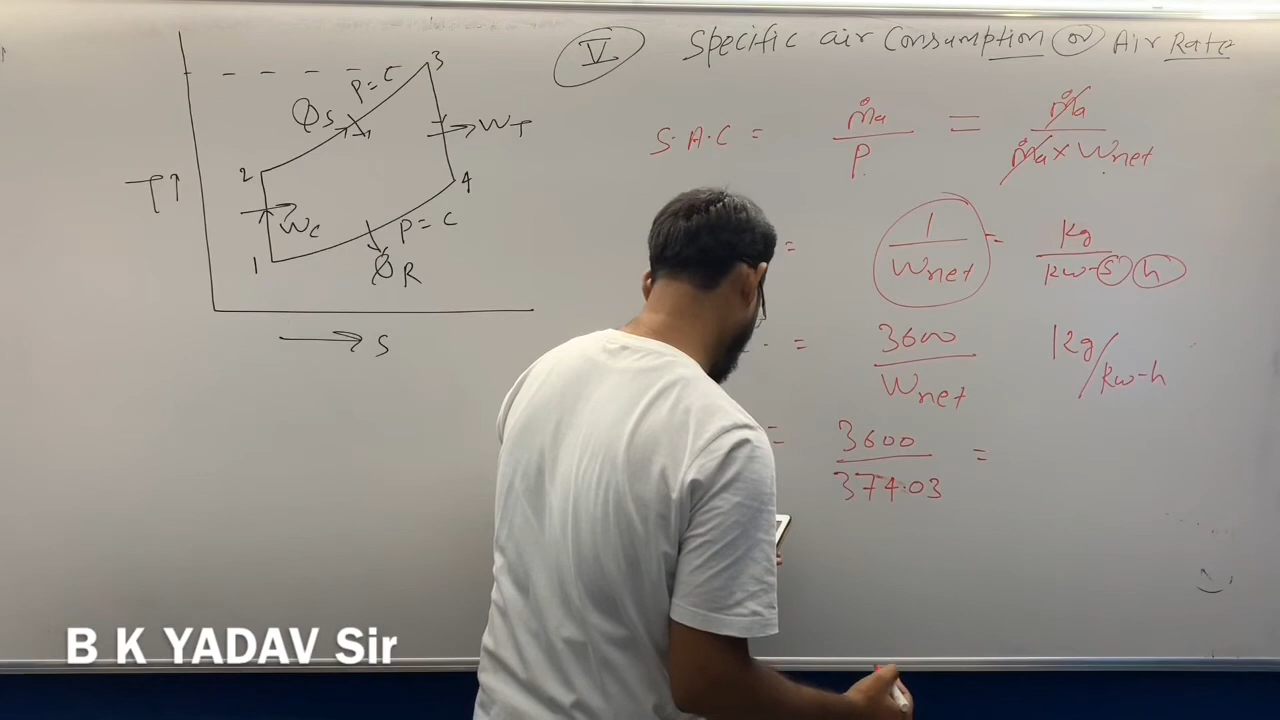 V. Specific air Consumption or Air Rate
S.A.C = ṁa / P = ṁa / ṁa × Wnet
= 1 / Wnet = kg / kw-s h
= 3600 / Wnet kg/kw-h
= 3600 / 374.03 =
T↑
3
P=C
QS
WT
2
4
WC
P=C
QR
1
→ S
B K YADAV Sir